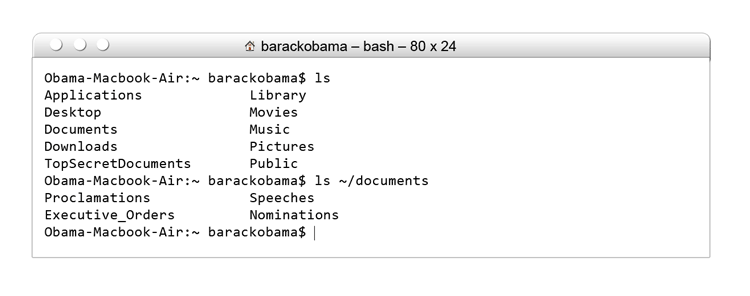 barackobama – bash – 80 x 24
Obama-Macbook-Air:~ barackobama$ ls
Applications Library
Desktop Movies
Documents Music
Downloads Pictures
TopSecretDocuments Public
Obama-Macbook-Air:~ barackobama$ ls ~/documents
Proclamations Speeches
Executive_Orders Nominations
Obama-Macbook-Air:~ barackobama$